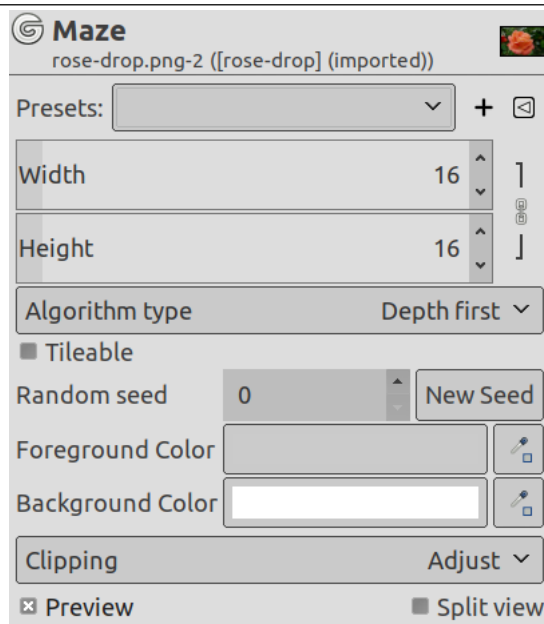 Maze
rose-drop.png-2 ([rose-drop] (imported))
Presets:
Width 16
Height 16
Algorithm type Depth first
Tileable
Random seed 0 New Seed
Foreground Color
Background Color
Clipping Adjust
Preview Split view